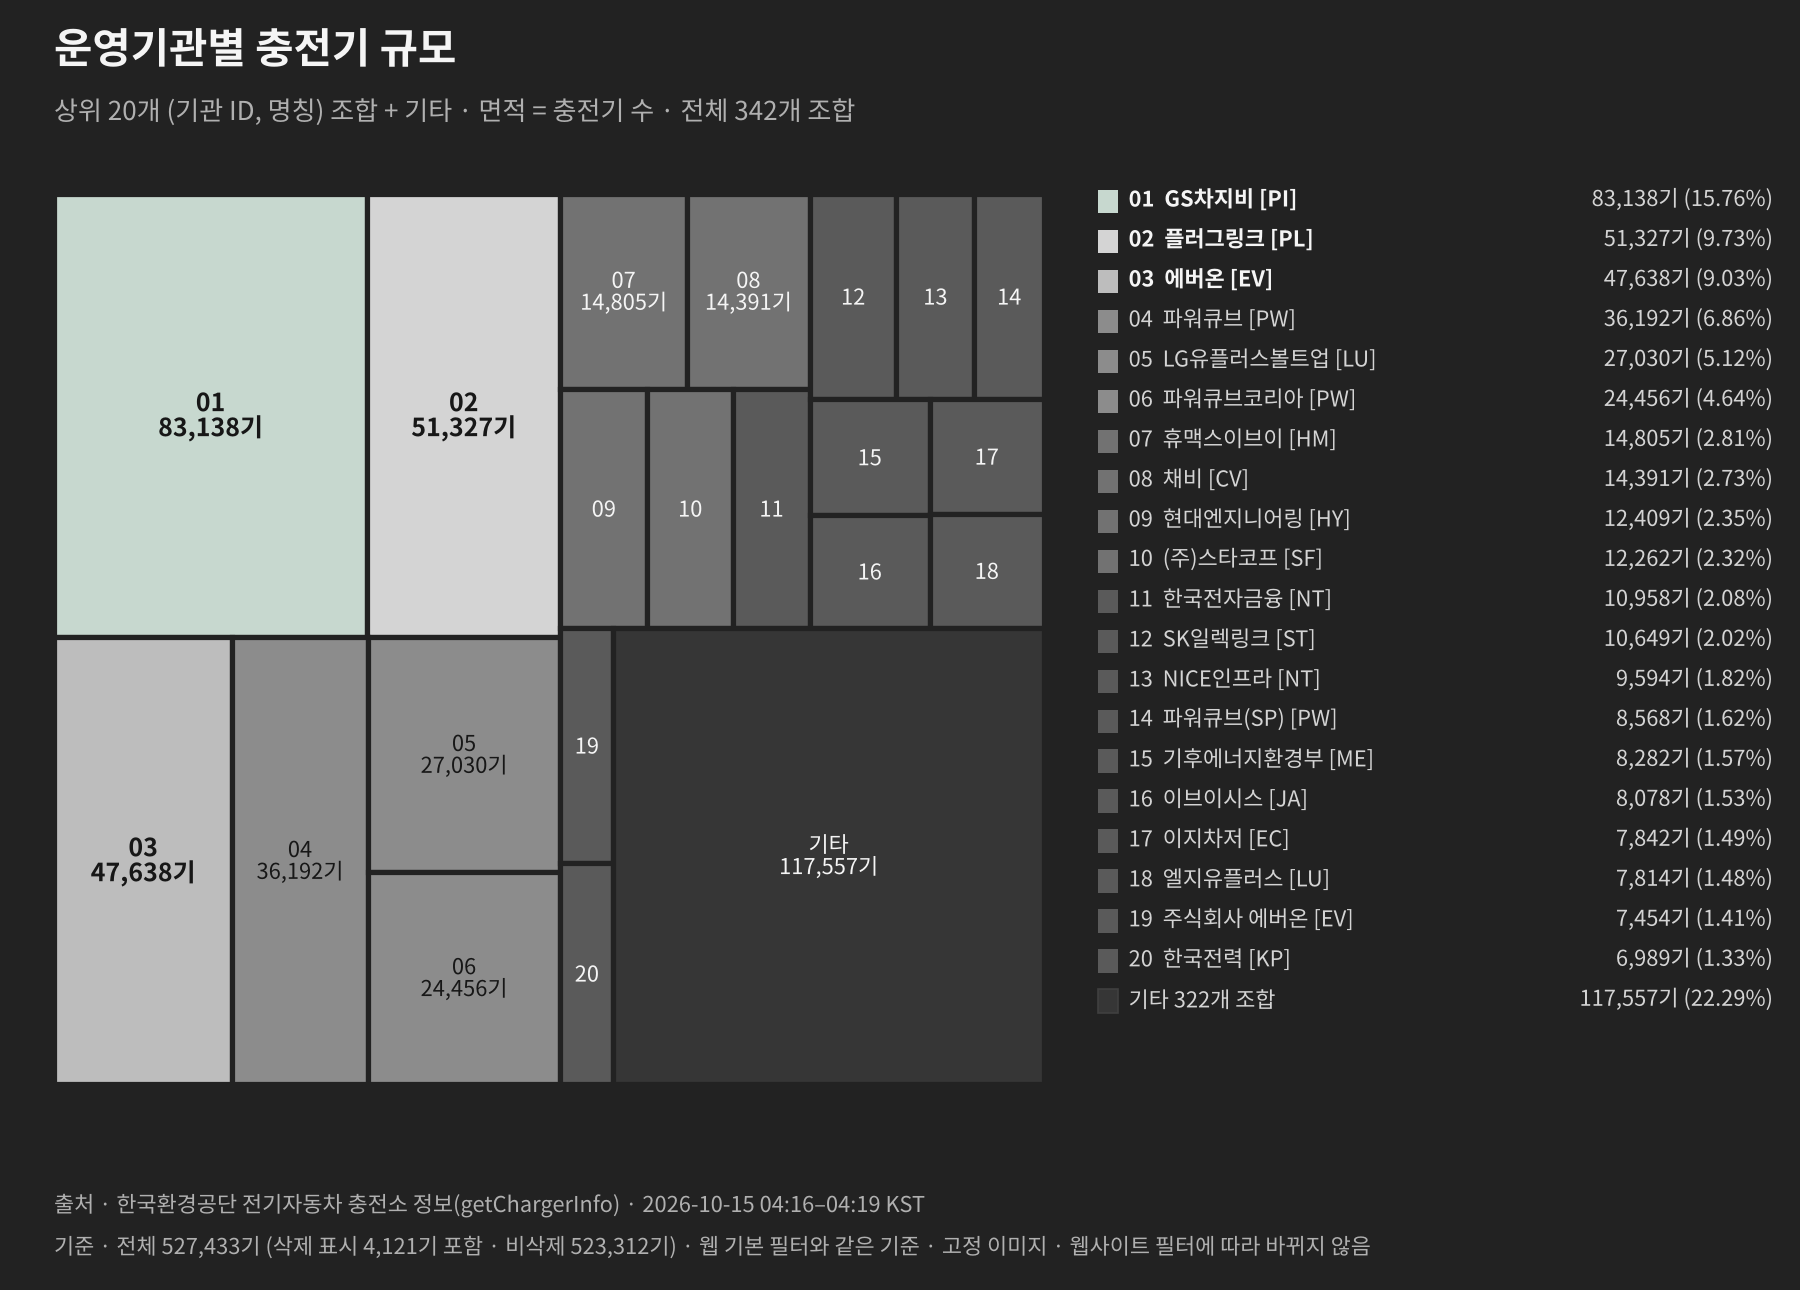 운영기관별 충전기 규모
상위 20개 (기관 ID, 명칭) 조합 + 기타 · 면적 = 충전기 수 · 전체 342개 조합
01
83,138기
02
51,327기
03
47,638기
04
36,192기
05
27,030기
06
24,456기
07
14,805기
08
14,391기
09
10
11
12
13
14
15
16
17
18
19
20
기타
117,557기
01 GS차지비 [PI] 83,138기 (15.76%)
02 플러그링크 [PL] 51,327기 (9.73%)
03 에버온 [EV] 47,638기 (9.03%)
04 파워큐브 [PW] 36,192기 (6.86%)
05 LG유플러스볼트업 [LU] 27,030기 (5.12%)
06 파워큐브코리아 [PW] 24,456기 (4.64%)
07 휴맥스이브이 [HM] 14,805기 (2.81%)
08 채비 [CV] 14,391기 (2.73%)
09 현대엔지니어링 [HY] 12,409기 (2.35%)
10 (주)스타코프 [SF] 12,262기 (2.32%)
11 한국전자금융 [NT] 10,958기 (2.08%)
12 SK일렉링크 [ST] 10,649기 (2.02%)
13 NICE인프라 [NT] 9,594기 (1.82%)
14 파워큐브(SP) [PW] 8,568기 (1.62%)
15 기후에너지환경부 [ME] 8,282기 (1.57%)
16 이브이시스 [JA] 8,078기 (1.53%)
17 이지차저 [EC] 7,842기 (1.49%)
18 엘지유플러스 [LU] 7,814기 (1.48%)
19 주식회사 에버온 [EV] 7,454기 (1.41%)
20 한국전력 [KP] 6,989기 (1.33%)
기타 322개 조합 117,557기 (22.29%)
출처 · 한국환경공단 전기자동차 충전소 정보(getChargerInfo) · 2026-10-15 04:16–04:19 KST
기준 · 전체 527,433기 (삭제 표시 4,121기 포함 · 비삭제 523,312기) · 웹 기본 필터와 같은 기준 · 고정 이미지 · 웹사이트 필터에 따라 바뀌지 않음